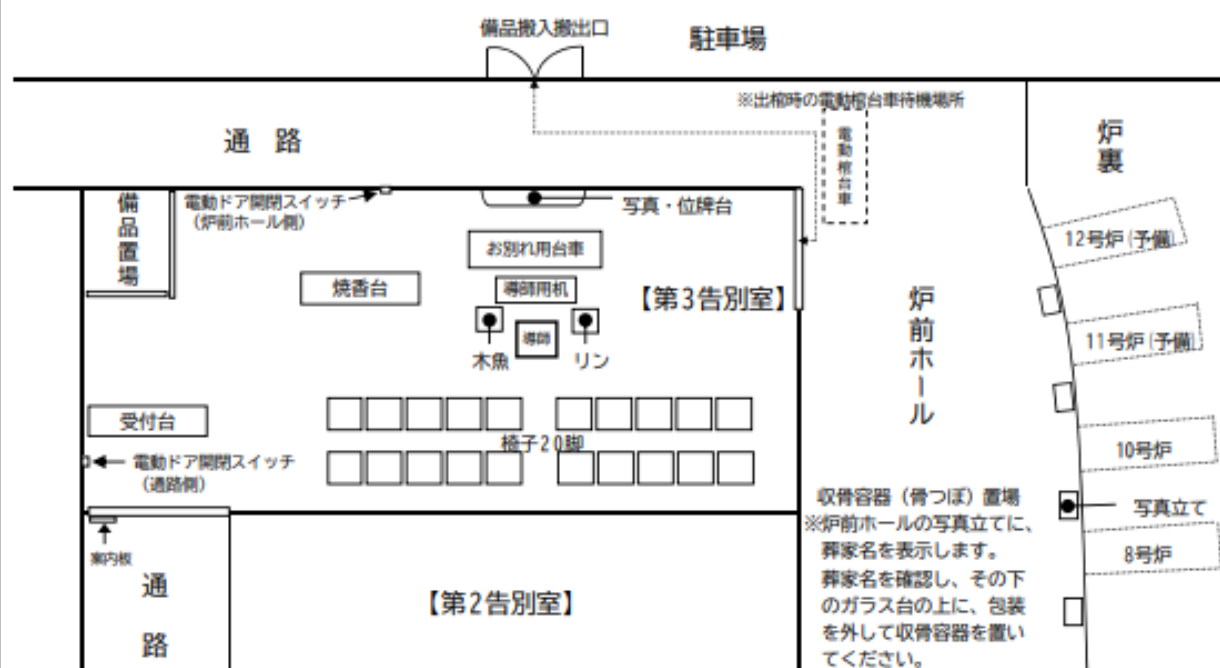 備品搬入搬出口
駐車場
※出棺時の電動棺台車待機場所
通 路
電動棺台車
炉裏
備品置場
電動ドア開閉スイッチ
(炉前ホール側)
写真・位牌台
お別れ用台車
焼香台
導師用机
【第3告別室】
導師
木魚
リン
12号炉(予備)
11号炉(予備)
炉前ホール
受付台
椅子20脚
10号炉
電動ドア開閉スイッチ
(通路側)
収骨容器(骨つぼ)置場
※炉前ホールの写真立てに、
葬家名を表示します。
葬家名を確認し、その下
のガラス台の上に、包装
を外して収骨容器を置い
てください。
写真立て
8号炉
案内板
通路
【第2告別室】